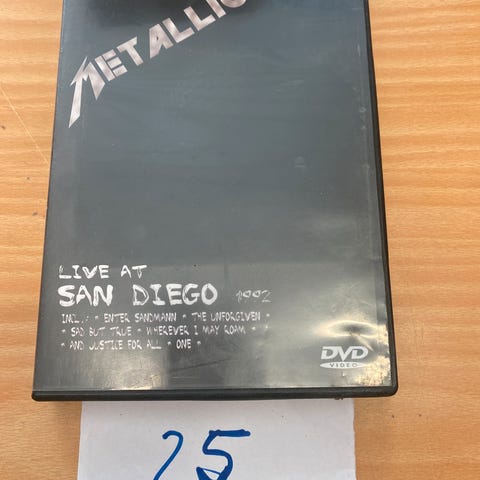 METALLIC
LIVE AT
SAN DIEGO 1992
INCL.: * ENTER SANDMANN * THE UNFORGIVEN *
* SAD BUT TRUE * WHEREVER I MAY ROAM * *
* AND JUSTICE FOR ALL * ONE *
DVD
VIDEO
25